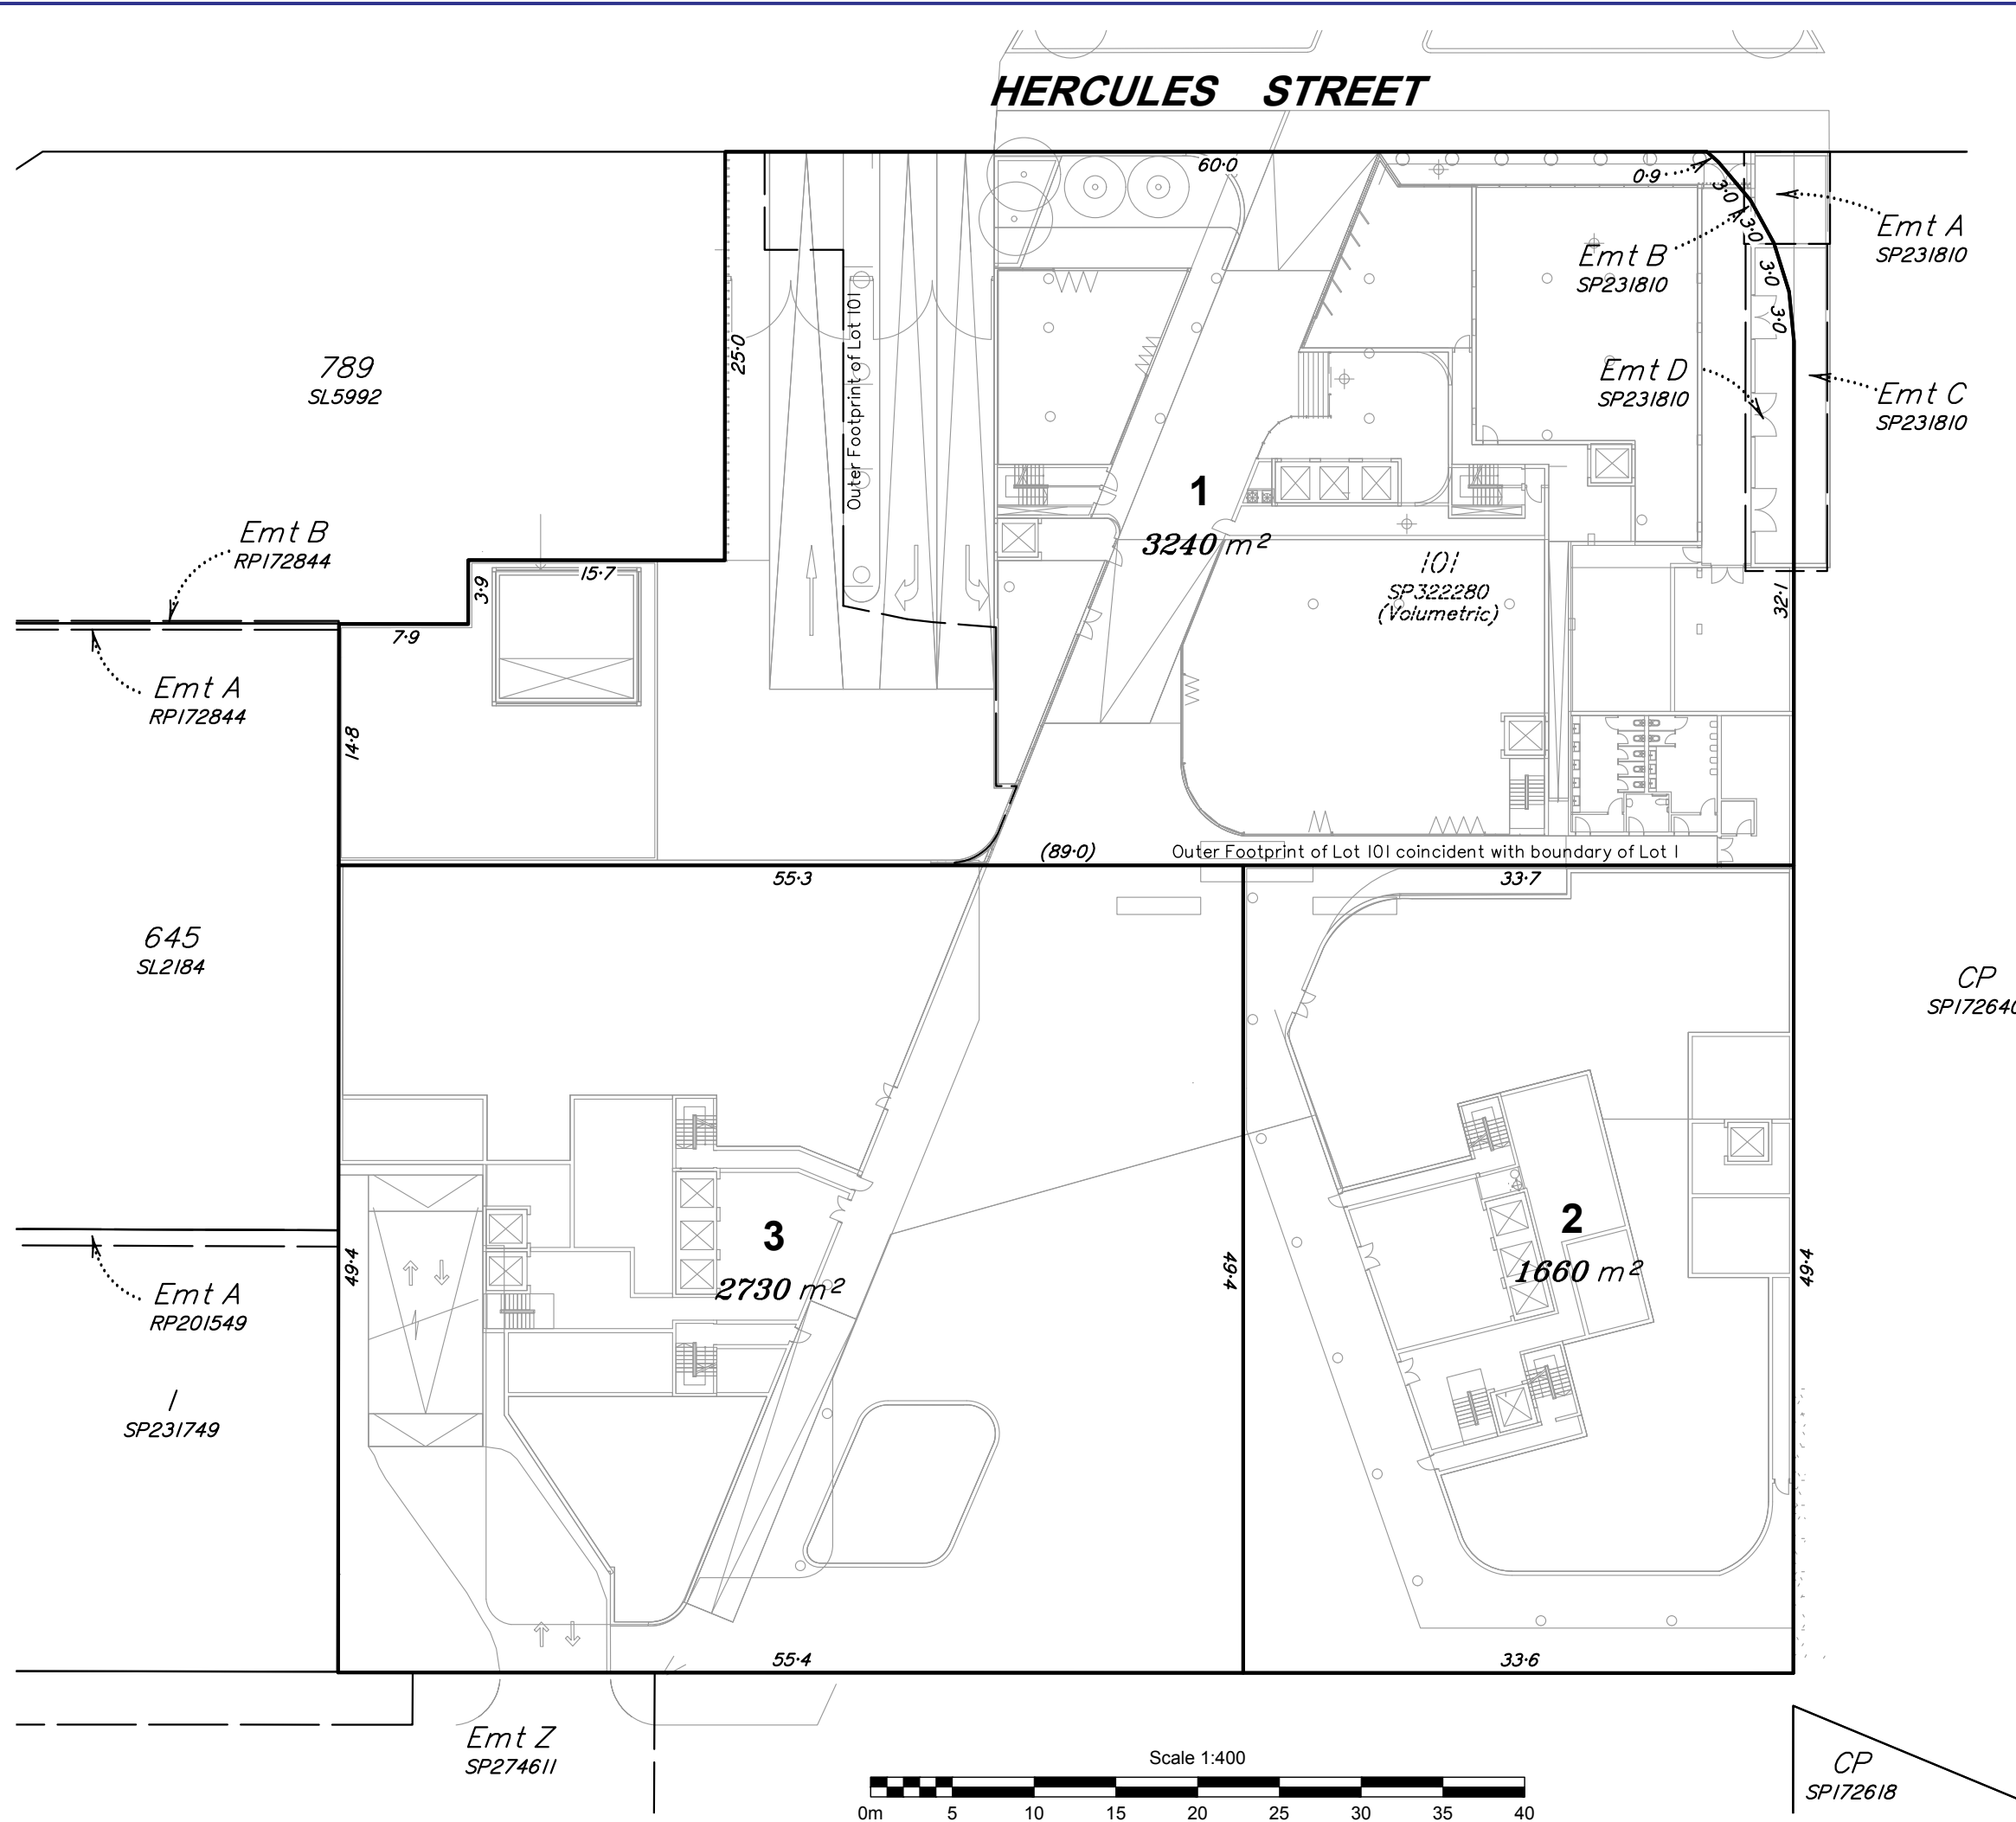 HERCULES STREET
60·0
0·9
3·0
3·0
3·0
3·0
Emt A
SP231810
Emt B
SP231810
25·0
Outer Footprint of Lot 101
789
SL5992
Emt D
SP231810
Emt C
SP231810
1
3240 m²
101
SP322280
(Volumetric)
Emt B
RP172844
15·7
3·9
7·9
32·1
Emt A
RP172844
14·8
(89·0)
Outer Footprint of Lot 101 coincident with boundary of Lot 1
55·3
33·7
645
SL2184
CP
SP172640
3
2730 m²
2
1660 m²
49·4
49·4
49·4
Emt A
RP201549
1
SP231749
55·4
33·6
Emt Z
SP274611
Scale 1:400
0m 5 10 15 20 25 30 35 40
CP
SP172618